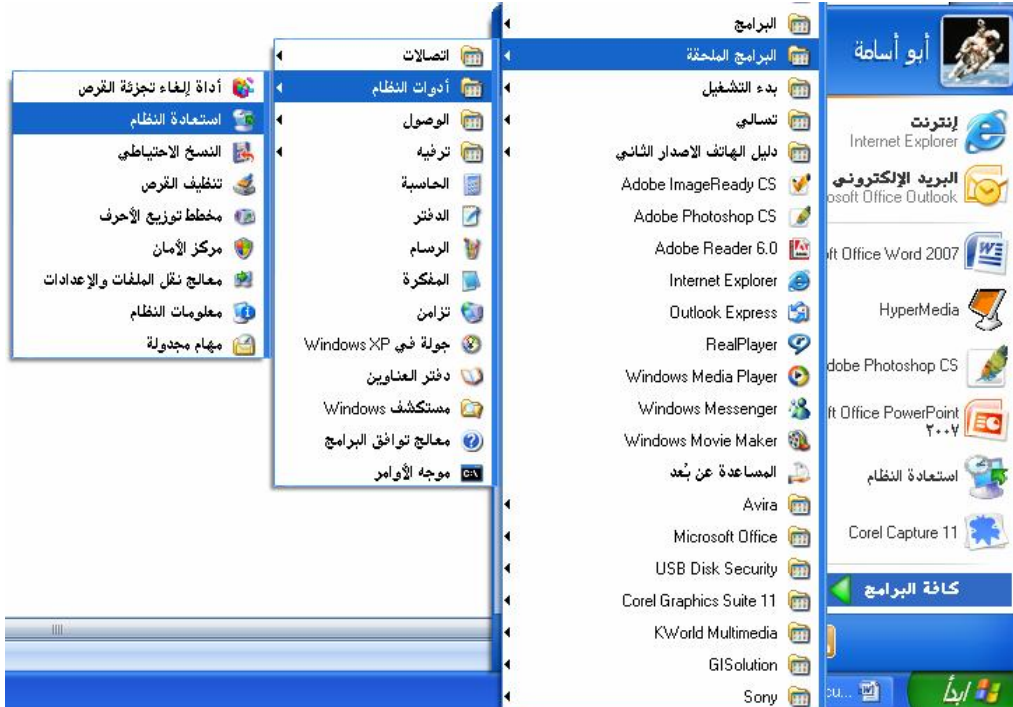 أبو أسامة
إنترنت
Internet Explorer
البريد الإلكتروني
osoft Office Outlook
ft Office Word 2007
HyperMedia
dobe Photoshop CS
ft Office PowerPoint
٢٠٠٧
استعادة النظام
Corel Capture 11
كافة البرامج
ابدأ
cu...
البرامج
البرامج الملحقة
بدء التشغيل
تسالي
دليل الهاتف الاصدار الثاني
Adobe ImageReady CS
Adobe Photoshop CS
Adobe Reader 6.0
Internet Explorer
Outlook Express
RealPlayer
Windows Media Player
Windows Messenger
Windows Movie Maker
المساعدة عن بُعد
Avira
Microsoft Office
USB Disk Security
Corel Graphics Suite 11
KWorld Multimedia
GISolution
Sony
اتصالات
أدوات النظام
الوصول
ترفيه
الحاسبة
الدفتر
الرسام
المفكرة
تزامن
جولة في Windows XP
دفتر العناوين
مستكشف Windows
معالج توافق البرامج
موجه الأوامر
أداة إلغاء تجزئة القرص
استعادة النظام
النسخ الاحتياطي
تنظيف القرص
مخطط توزيع الأحرف
مركز الأمان
معالج نقل الملفات والإعدادات
معلومات النظام
مهام مجدولة